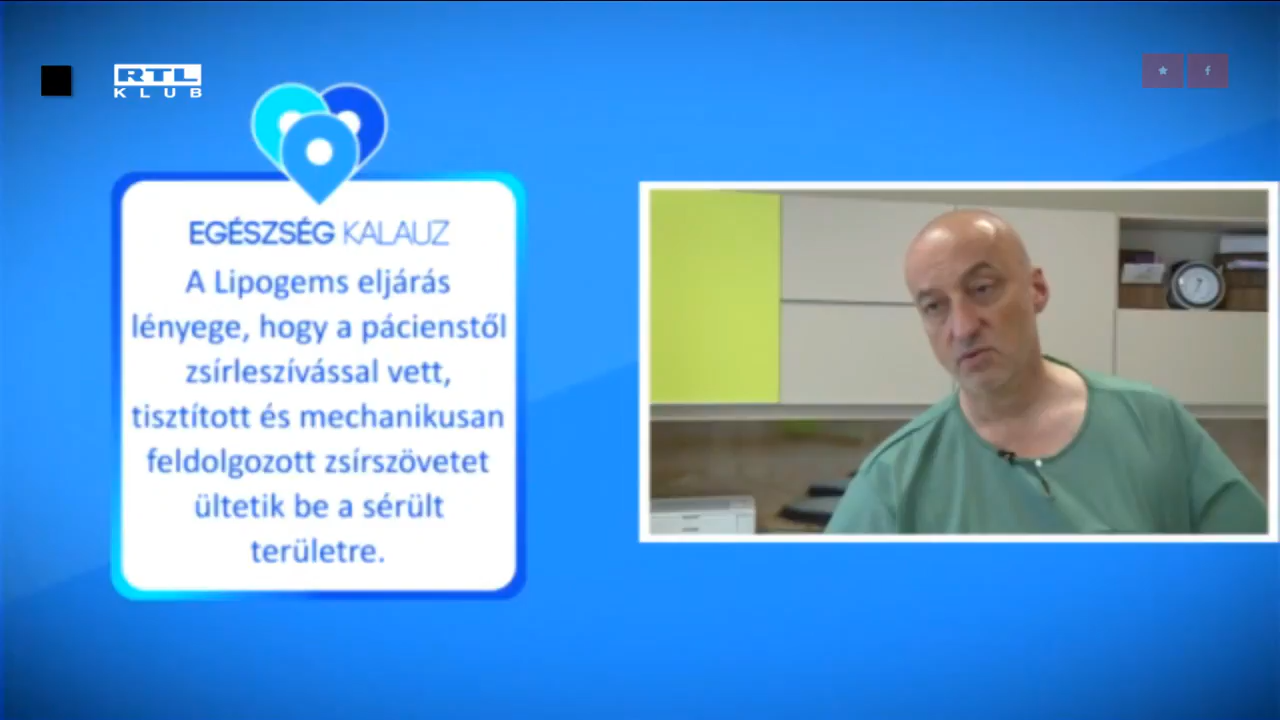 RTL
KLUB
EGÉSZSÉG KALAUZ
A Lipogems eljárás
lényege, hogy a pácienstől
zsírleszívással vett,
tisztított és mechanikusan
feldolgozott zsírszövetet
ültetik be a sérült
területre.
f